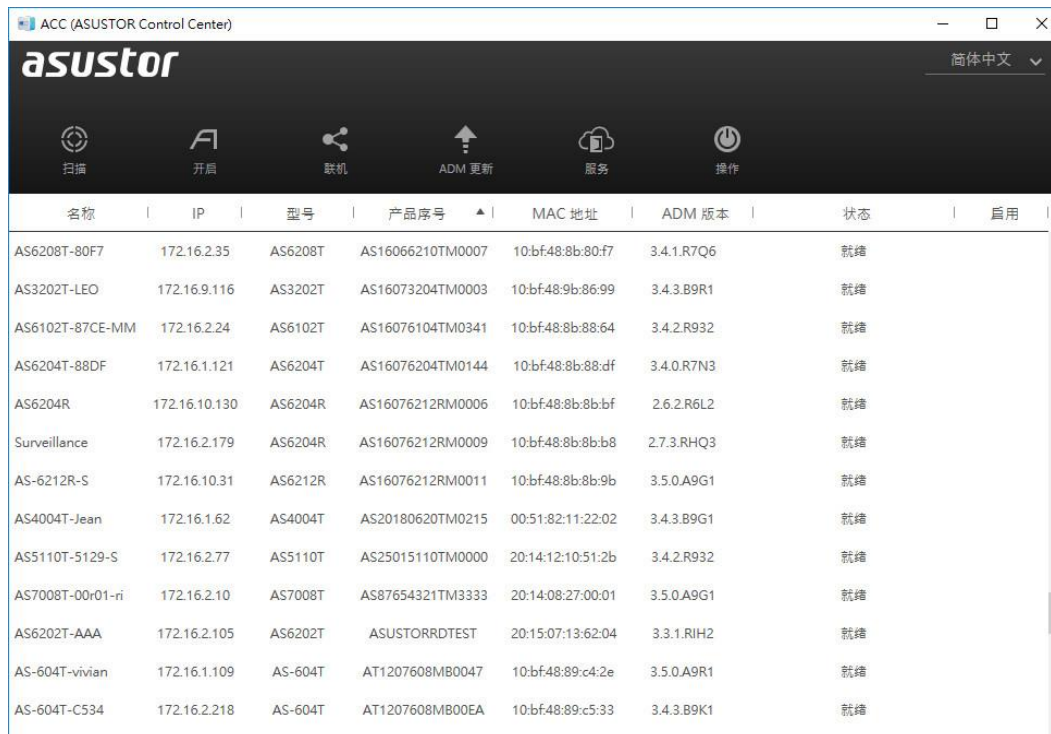 ACC (ASUSTOR Control Center)
asustor
简体中文
扫描 开启 联机 ADM 更新 服务 操作
名称 IP 型号 产品序号 MAC 地址 ADM 版本 状态 启用
AS6208T-80F7 172.16.2.35 AS6208T AS16066210TM0007 10:bf:48:8b:80:f7 3.4.1.R7Q6 就绪
AS3202T-LEO 172.16.9.116 AS3202T AS16073204TM0003 10:bf:48:9b:86:99 3.4.3.B9R1 就绪
AS6102T-87CE-MM 172.16.2.24 AS6102T AS16076104TM0341 10:bf:48:8b:88:64 3.4.2.R932 就绪
AS6204T-88DF 172.16.1.121 AS6204T AS16076204TM0144 10:bf:48:8b:88:df 3.4.0.R7N3 就绪
AS6204R 172.16.10.130 AS6204R AS16076212RM0006 10:bf:48:8b:8b:bf 2.6.2.R6L2 就绪
Surveillance 172.16.2.179 AS6204R AS16076212RM0009 10:bf:48:8b:8b:b8 2.7.3.RHQ3 就绪
AS-6212R-S 172.16.10.31 AS6212R AS16076212RM0011 10:bf:48:8b:8b:9b 3.5.0.A9G1 就绪
AS4004T-Jean 172.16.1.62 AS4004T AS20180620TM0215 00:51:82:11:22:02 3.4.3.B9G1 就绪
AS5110T-5129-S 172.16.2.77 AS5110T AS25015110TM0000 20:14:12:10:51:2b 3.4.2.R932 就绪
AS7008T-00r01-ri 172.16.2.10 AS7008T AS87654321TM3333 20:14:08:27:00:01 3.5.0.A9G1 就绪
AS6202T-AAA 172.16.2.105 AS6202T ASUSTORRDTEST 20:15:07:13:62:04 3.3.1.RIH2 就绪
AS-604T-vivian 172.16.1.109 AS-604T AT1207608MB0047 10:bf:48:89:c4:2e 3.5.0.A9R1 就绪
AS-604T-C534 172.16.2.218 AS-604T AT1207608MB00EA 10:bf:48:89:c5:33 3.4.3.B9K1 就绪